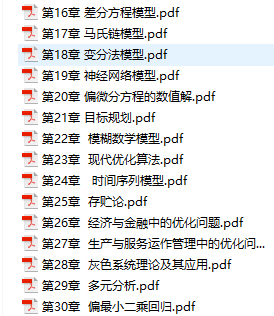 第16章 差分方程模型.pdf
第17章 马氏链模型.pdf
第18章 变分法模型.pdf
第19章 神经网络模型.pdf
第20章 偏微分方程的数值解.pdf
第21章 目标规划.pdf
第22章 模糊数学模型.pdf
第23章 现代优化算法.pdf
第24章 时间序列模型.pdf
第25章 存贮论.pdf
第26章 经济与金融中的优化问题.pdf
第27章 生产与服务运作管理中的优化问...
第28章 灰色系统理论及其应用.pdf
第29章 多元分析.pdf
第30章 偏最小二乘回归.pdf